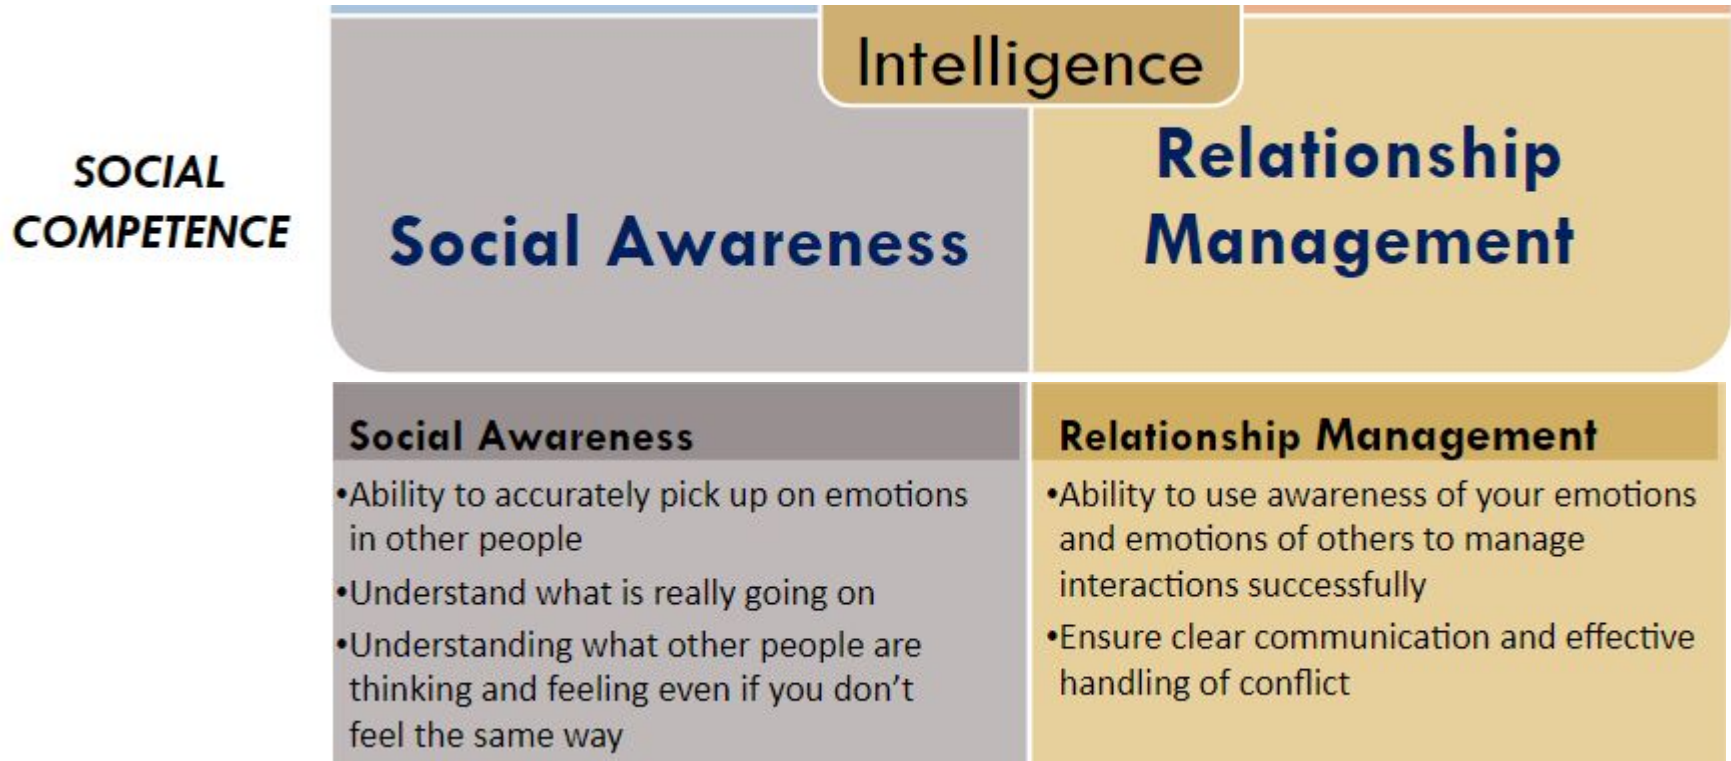 Intelligence
SOCIAL
COMPETENCE
Social Awareness
Relationship
Management
Social Awareness
•Ability to accurately pick up on emotions
in other people
•Understand what is really going on
•Understanding what other people are
thinking and feeling even if you don’t
feel the same way
Relationship Management
•Ability to use awareness of your emotions
and emotions of others to manage
interactions successfully
•Ensure clear communication and effective
handling of conflict